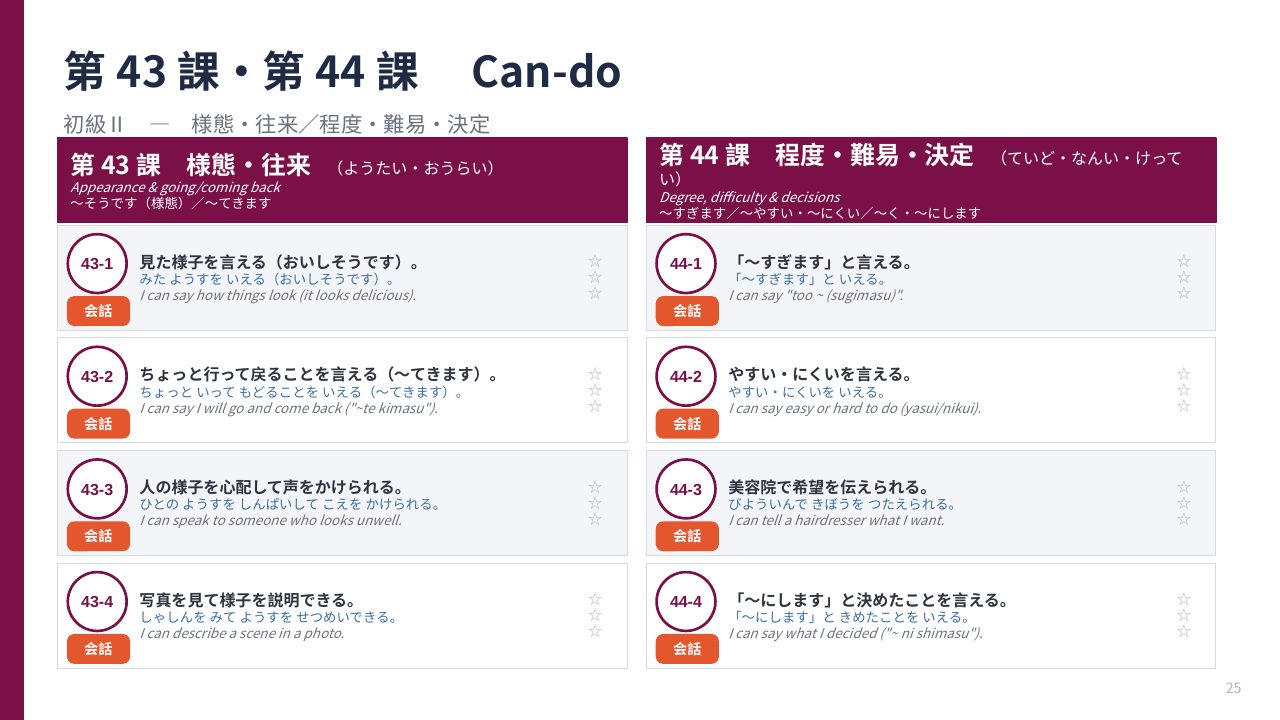 第 43 課・第 44 課　Can-do
初級Ⅱ　—　様態・往来／程度・難易・決定
第 43 課　様態・往来　（ようたい・おうらい）
Appearance & going/coming back
〜そうです（様態）／〜てきます
43-1
会話
見た様子を言える（おいしそうです）。
みた ようすを いえる（おいしそうです）。
I can say how things look (it looks delicious).
☆
☆
☆
43-2
会話
ちょっと行って戻ることを言える（〜てきます）。
ちょっと いって もどることを いえる（〜てきます）。
I can say I will go and come back ("~te kimasu").
☆
☆
☆
43-3
会話
人の様子を心配して声をかけられる。
ひとの ようすを しんぱいして こえを かけられる。
I can speak to someone who looks unwell.
☆
☆
☆
43-4
会話
写真を見て様子を説明できる。
しゃしんを みて ようすを せつめいできる。
I can describe a scene in a photo.
☆
☆
☆
第 44 課　程度・難易・決定　（ていど・なんい・けって
い）
Degree, difficulty & decisions
〜すぎます／〜やすい・〜にくい／〜く・〜にします
44-1
会話
「〜すぎます」と言える。
「〜すぎます」と いえる。
I can say "too ~ (sugimasu)".
☆
☆
☆
44-2
会話
やすい・にくいを言える。
やすい・にくいを いえる。
I can say easy or hard to do (yasui/nikui).
☆
☆
☆
44-3
会話
美容院で希望を伝えられる。
びよういんで きぼうを つたえられる。
I can tell a hairdresser what I want.
☆
☆
☆
44-4
会話
「〜にします」と決めたことを言える。
「〜にします」と きめたことを いえる。
I can say what I decided ("~ ni shimasu").
☆
☆
☆
25